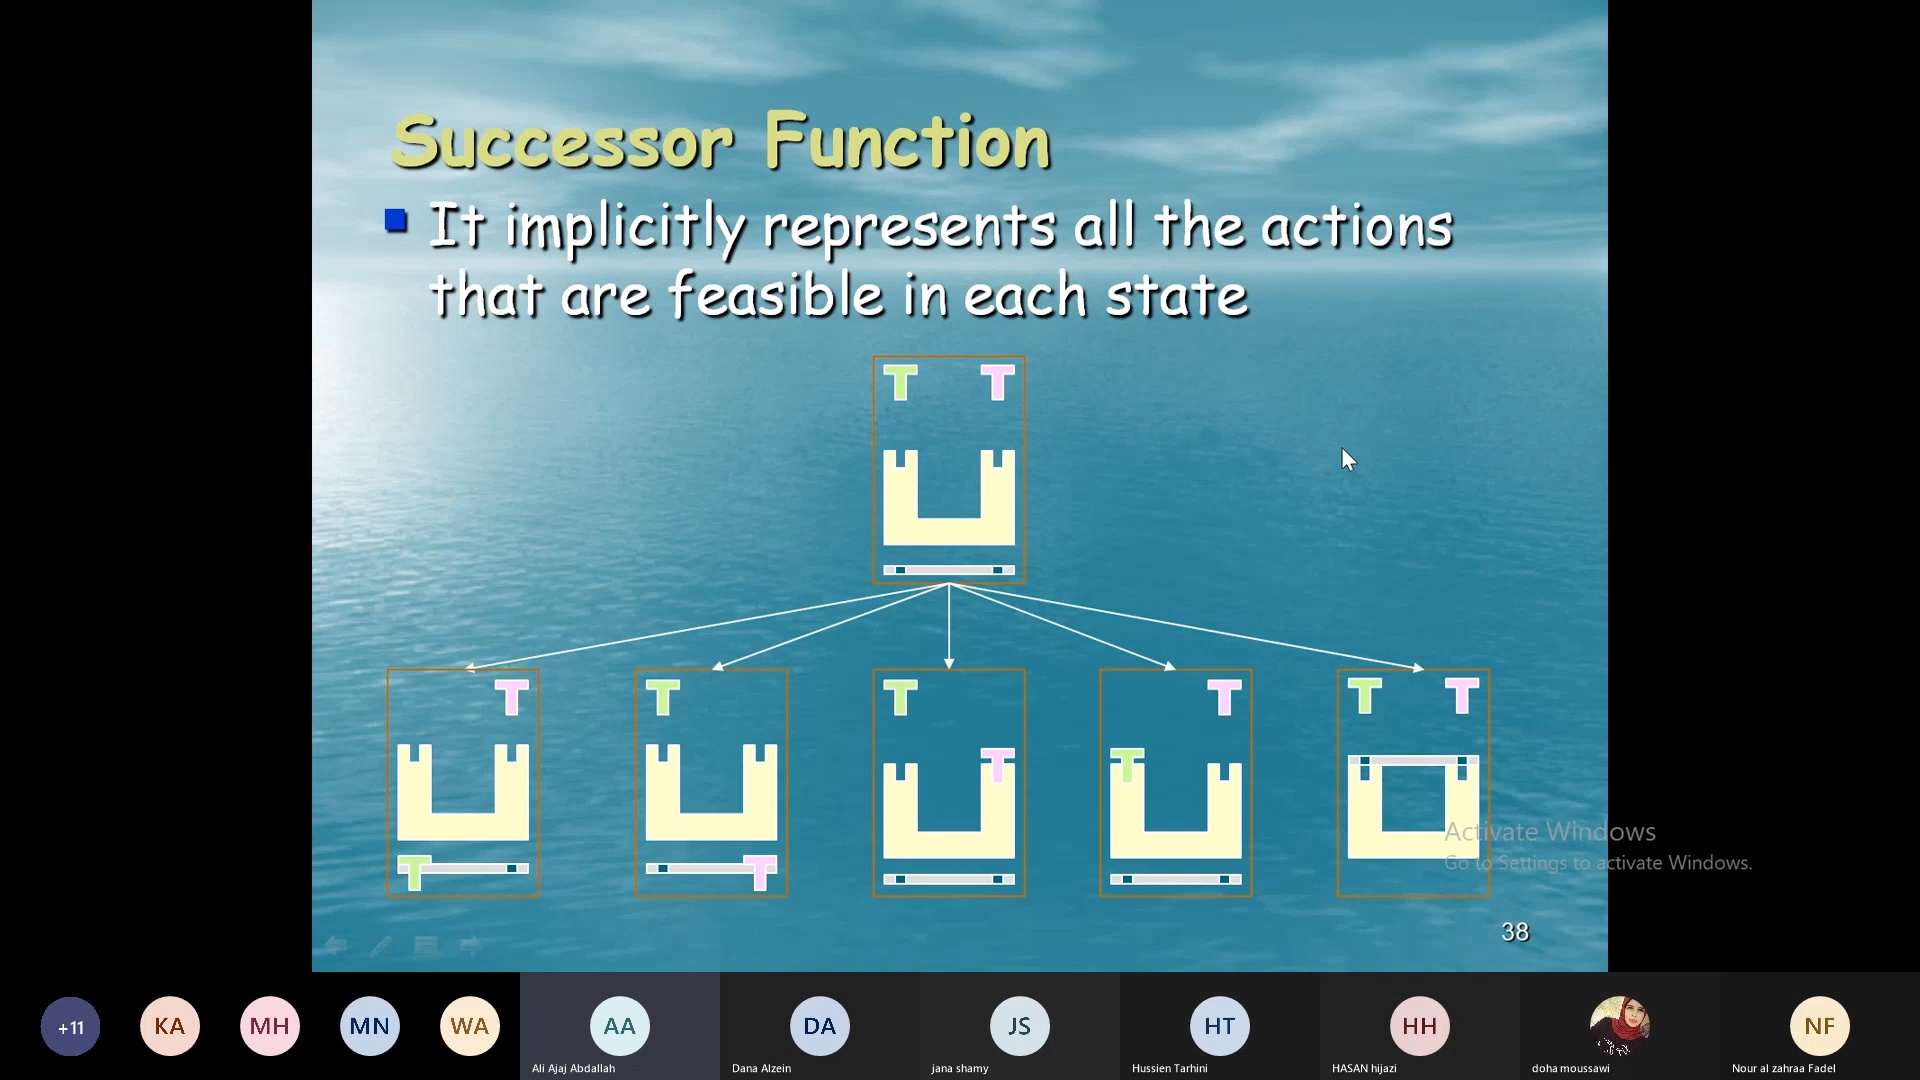 Successor Function
It implicitly represents all the actions
that are feasible in each state
Activate Windows
Go to Settings to activate Windows.
38
+11
KA
MH
MN
WA
AA
DA
JS
HT
HH
NF
Ali Ajaj Abdallah
Dana Alzein
jana shamy
Hussien Tarhini
HASAN hijazi
doha moussawi
Nour al zahraa Fadel